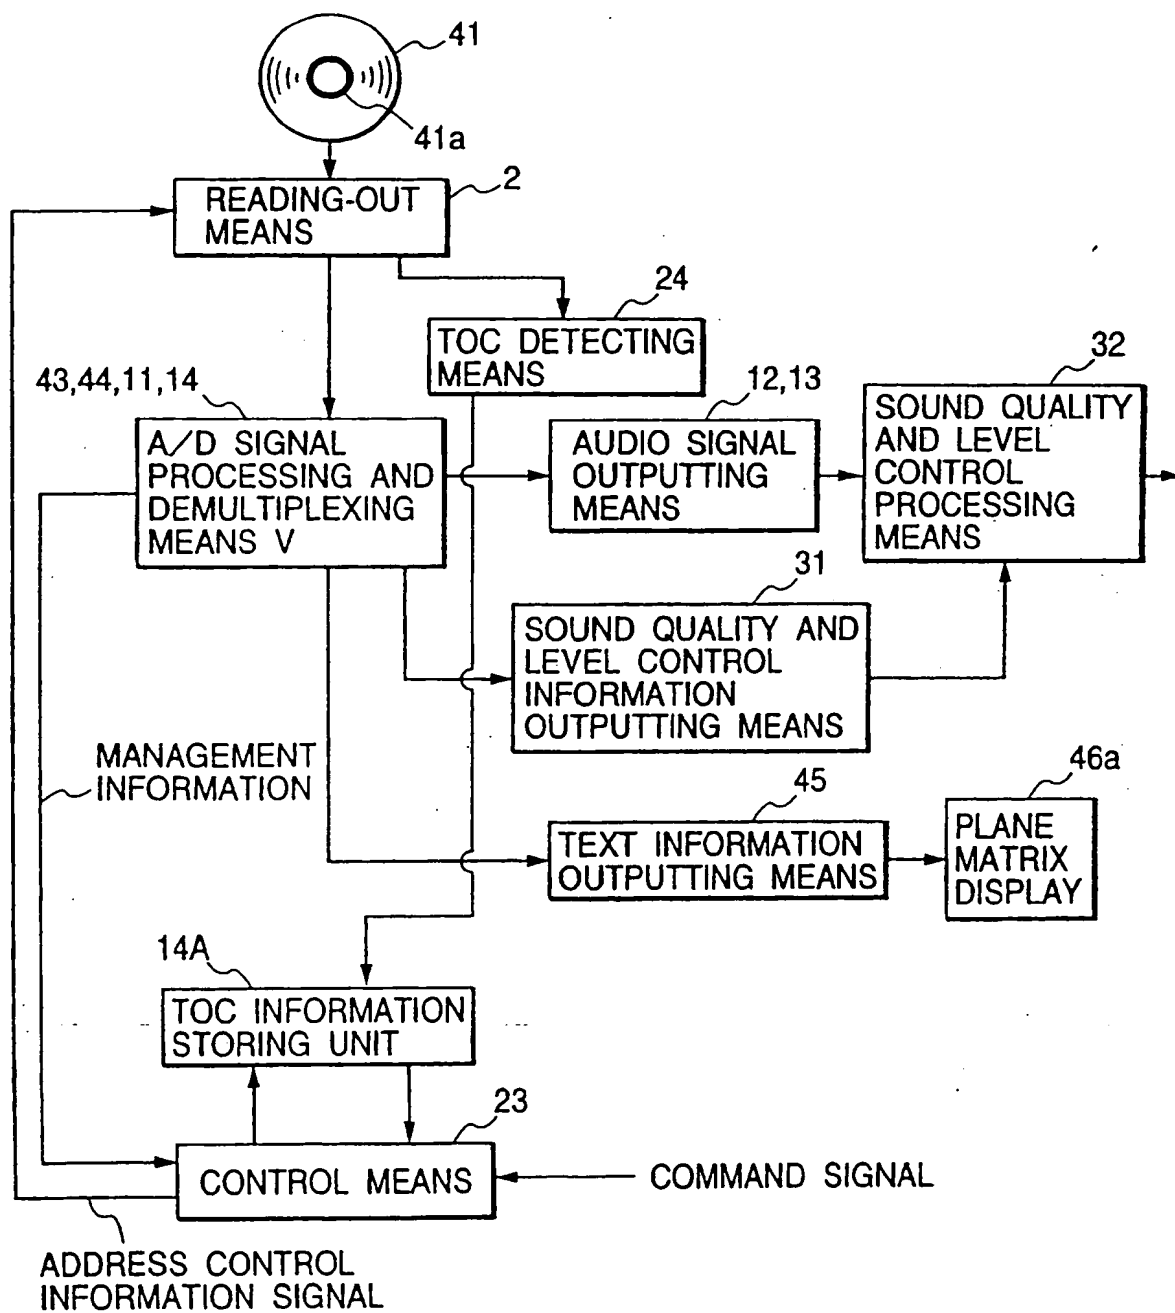 41
41a
2
READING-OUT
MEANS
24
TOC DETECTING
MEANS
43,44,11,14
A/D SIGNAL
PROCESSING AND
DEMULTIPLEXING
MEANS V
12,13
AUDIO SIGNAL
OUTPUTTING
MEANS
32
SOUND QUALITY
AND LEVEL
CONTROL
PROCESSING
MEANS
31
SOUND QUALITY AND
LEVEL CONTROL
INFORMATION
OUTPUTTING MEANS
MANAGEMENT
INFORMATION
45
TEXT INFORMATION
OUTPUTTING MEANS
46a
PLANE
MATRIX
DISPLAY
14A
TOC INFORMATION
STORING UNIT
23
CONTROL MEANS
COMMAND SIGNAL
ADDRESS CONTROL
INFORMATION SIGNAL